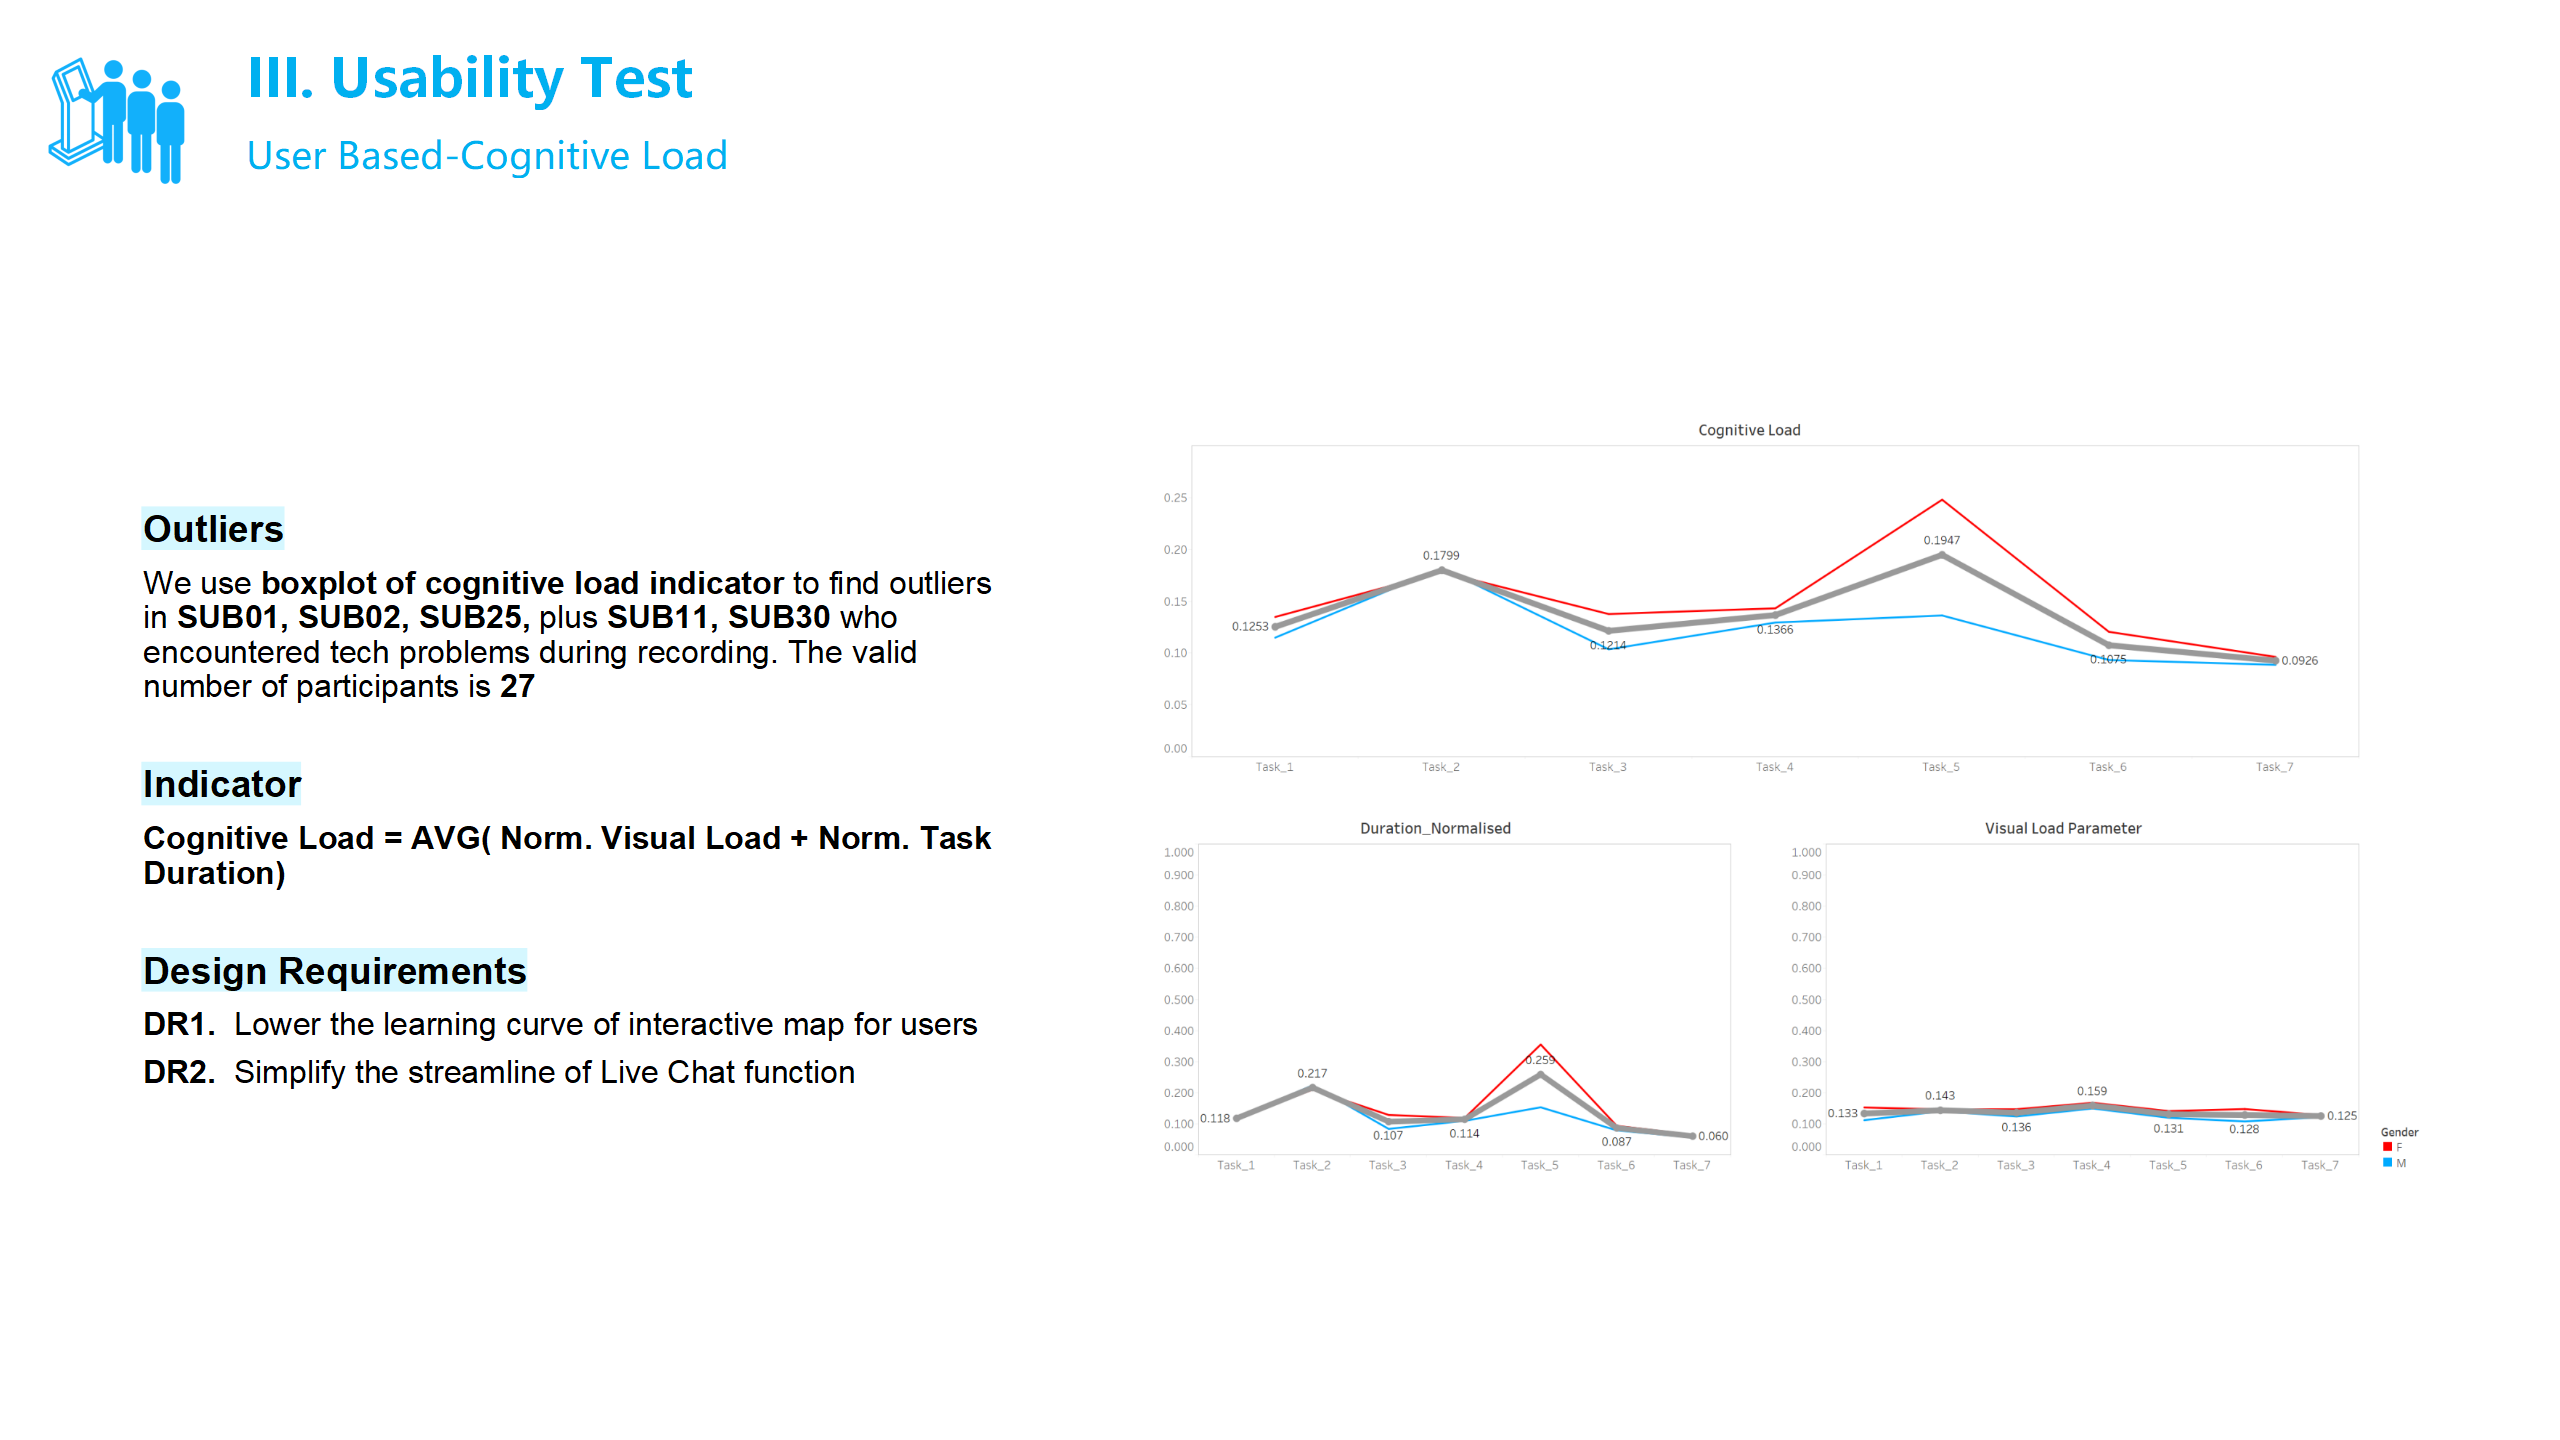 III. Usability Test
User Based-Cognitive Load
Outliers
We use boxplot of cognitive load indicator to find outliers
in SUB01, SUB02, SUB25, plus SUB11, SUB30 who
encountered tech problems during recording. The valid
number of participants is 27
Indicator
Cognitive Load = AVG( Norm. Visual Load + Norm. Task
Duration)
Design Requirements
DR1. Lower the learning curve of interactive map for users
DR2. Simplify the streamline of Live Chat function
Cognitive Load
0.25
0.20
0.15
0.10
0.05
0.00
0.1253
0.1799
0.1214
0.1366
0.1947
0.1075
0.0926
Task_1 Task_2 Task_3 Task_4 Task_5 Task_6 Task_7
Duration_Normalised
1.000
0.900
0.800
0.700
0.600
0.500
0.400
0.300
0.200
0.100
0.000
0.118
0.217
0.107
0.114
0.259
0.087
0.060
Task_1 Task_2 Task_3 Task_4 Task_5 Task_6 Task_7
Visual Load Parameter
1.000
0.900
0.800
0.700
0.600
0.500
0.400
0.300
0.200
0.100
0.000
0.133
0.143
0.136
0.159
0.131
0.128
0.125
Task_1 Task_2 Task_3 Task_4 Task_5 Task_6 Task_7
Gender
F
M